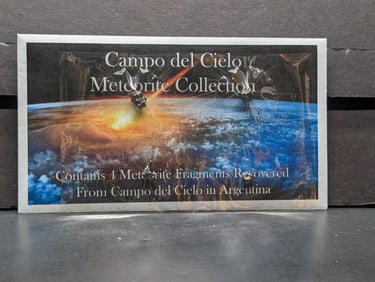 Campo del Cielo
Meteorite Collection
Contains 4 Meteorite Fragments Recovered
From Campo del Cielo in Argentina